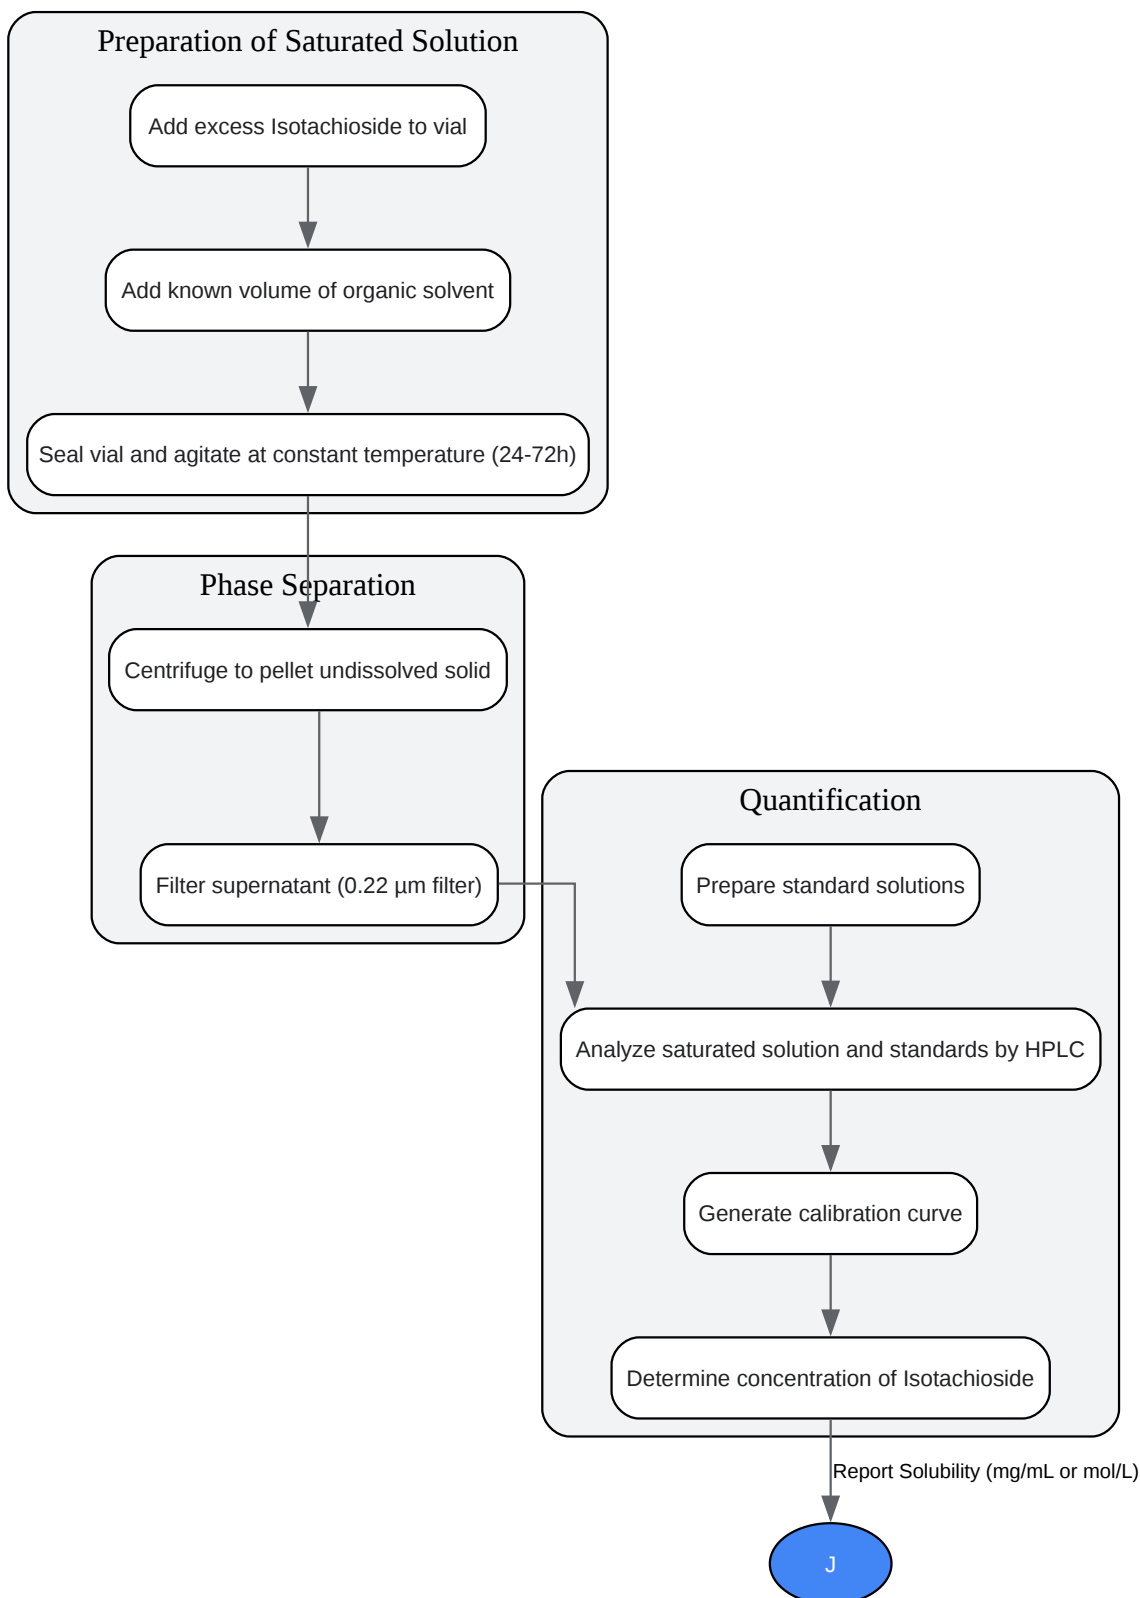 Preparation of Saturated Solution
Add excess Isotachioside to vial
Add known volume of organic solvent
Seal vial and agitate at constant temperature (24-72h)
Phase Separation
Centrifuge to pellet undissolved solid
Filter supernatant (0.22 µm filter)
Quantification
Prepare standard solutions
Analyze saturated solution and standards by HPLC
Generate calibration curve
Determine concentration of Isotachioside
Report Solubility (mg/mL or mol/L)
J